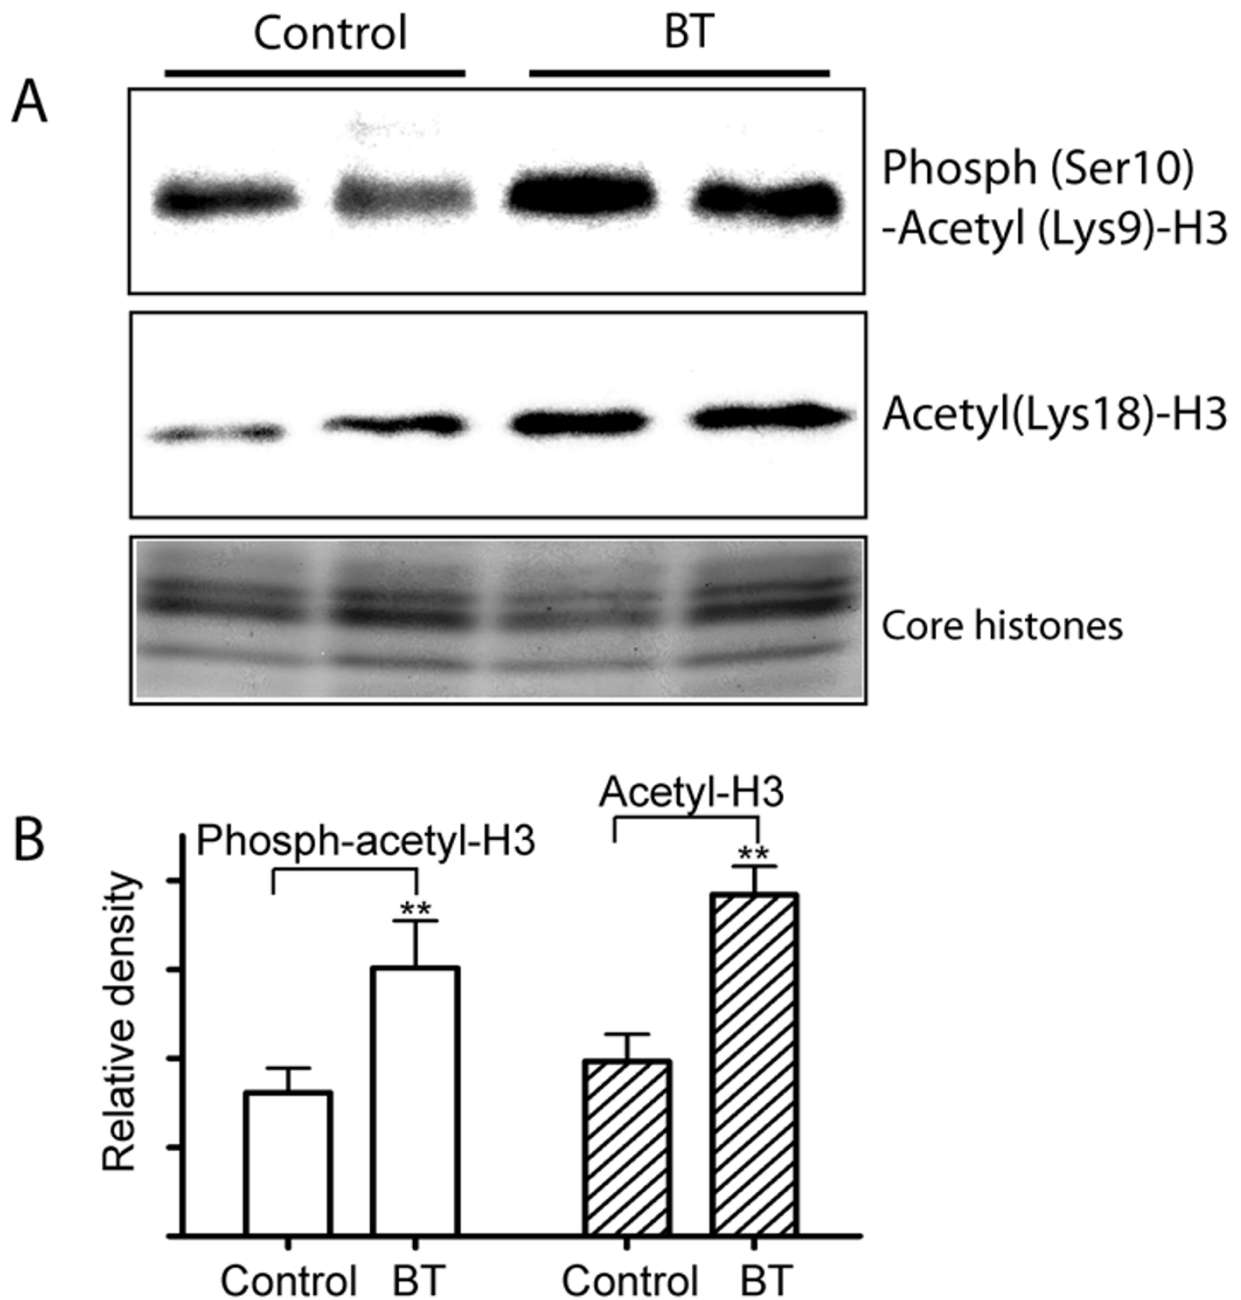 Control BT
A
Phosph (Ser10)
-Acetyl (Lys9)-H3
Acetyl(Lys18)-H3
Core histones
B
Acetyl-H3
Phosph-acetyl-H3
**
**
Relative density
Control BT Control BT